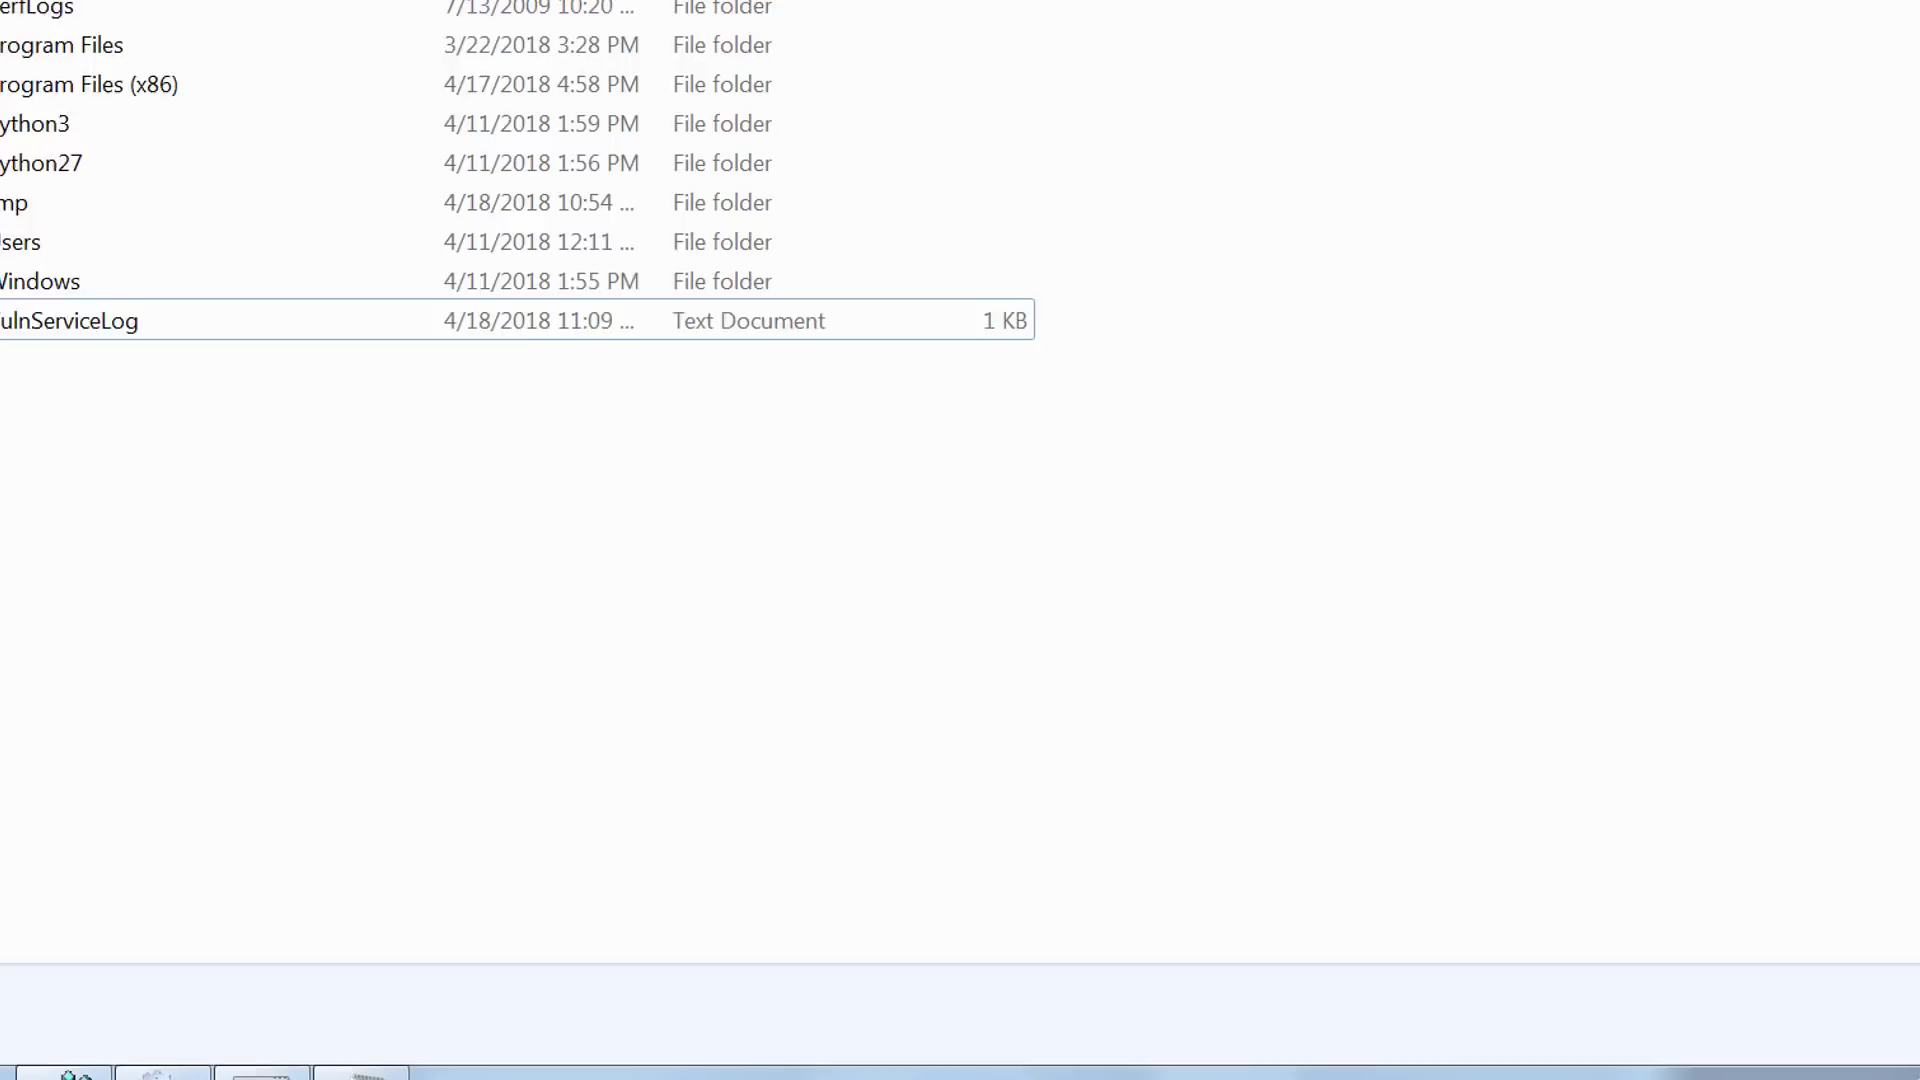 erfLogs 7/13/2009 10:20 ... File folder
rogram Files 3/22/2018 3:28 PM File folder
rogram Files (x86) 4/17/2018 4:58 PM File folder
ython3 4/11/2018 1:59 PM File folder
ython27 4/11/2018 1:56 PM File folder
mp 4/18/2018 10:54 ... File folder
sers 4/11/2018 12:11 ... File folder
Windows 4/11/2018 1:55 PM File folder
ulnServiceLog 4/18/2018 11:09 ... Text Document 1 KB